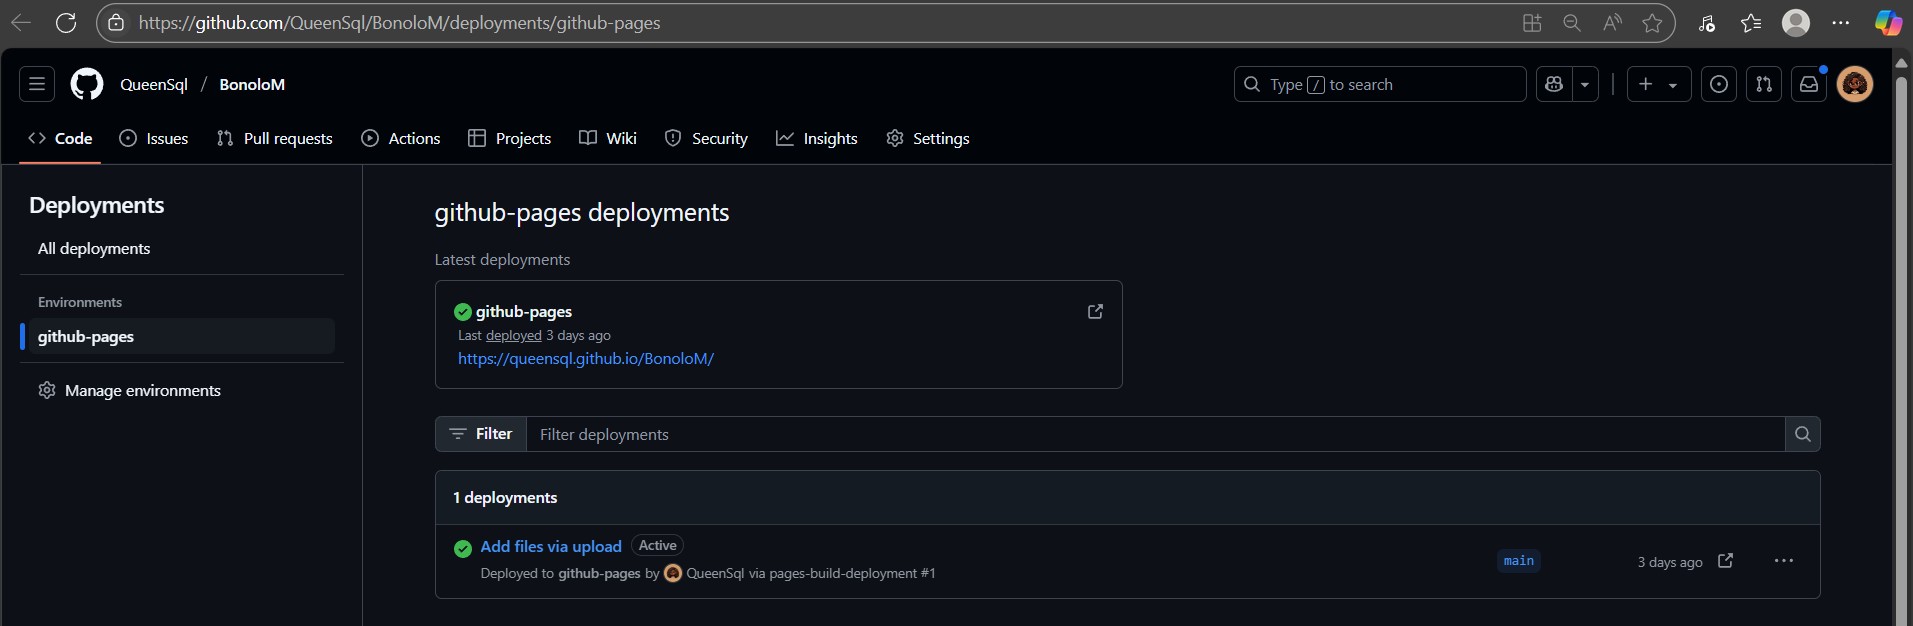 https://github.com/QueenSql/BonoloM/deployments/github-pages
QueenSql / BonoloM
Type / to search
Code
Issues
Pull requests
Actions
Projects
Wiki
Security
Insights
Settings
Deployments
All deployments
Environments
github-pages
Manage environments
github-pages deployments
Latest deployments
github-pages
Last deployed 3 days ago
https://queensql.github.io/BonoloM/
Filter
Filter deployments
1 deployments
Add files via upload Active
Deployed to github-pages by QueenSql via pages-build-deployment #1
main
3 days ago